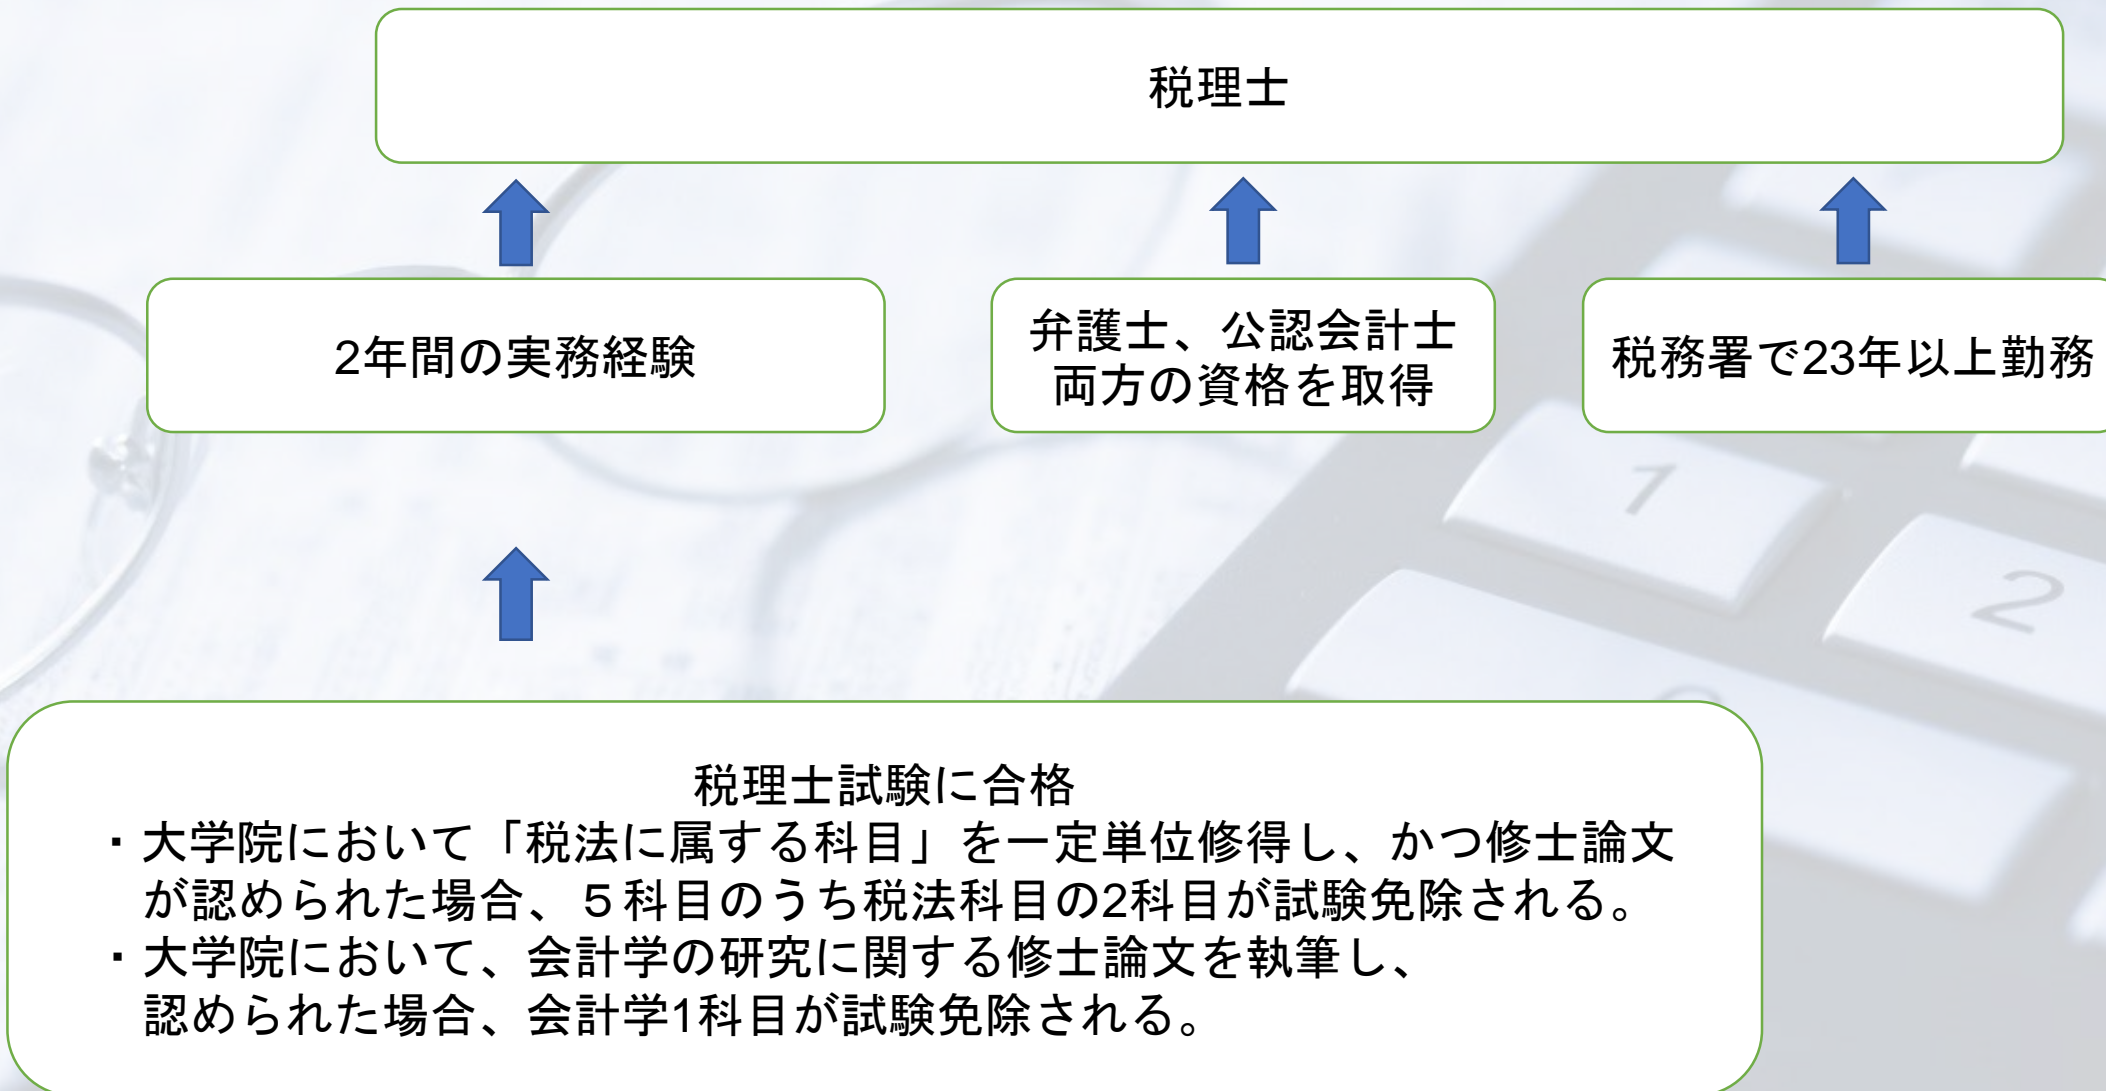 税理士
2年間の実務経験
弁護士、公認会計士
両方の資格を取得
税務署で23年以上勤務
1
2
税理士試験に合格
・大学院において「税法に属する科目」を一定単位修得し、かつ修士論文
が認められた場合、５科目のうち税法科目の2科目が試験免除される。
・大学院において、会計学の研究に関する修士論文を執筆し、
認められた場合、会計学1科目が試験免除される。